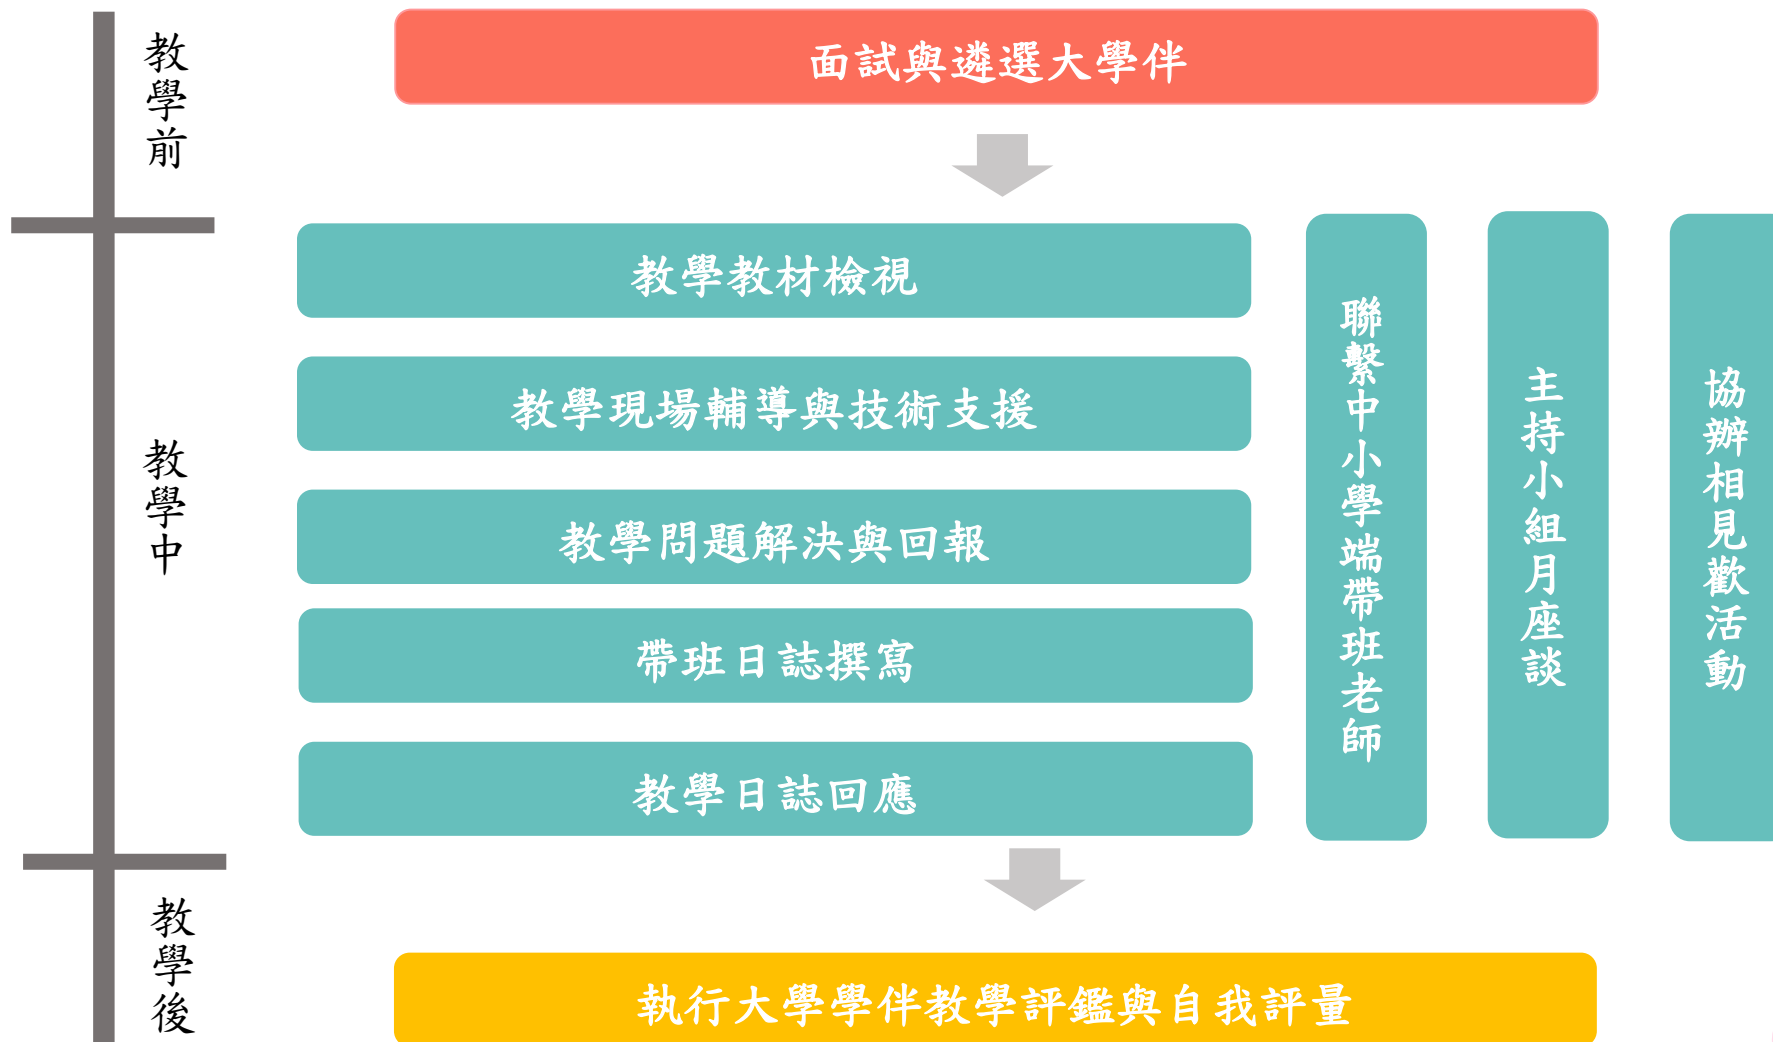 教學前
面試與遴選大學伴
教學中
教學教材檢視
教學現場輔導與技術支援
教學問題解決與回報
帶班日誌撰寫
教學日誌回應
聯繫中小學端帶班老師
主持小組月座談
協辦相見歡活動
教學後
執行大學學伴教學評鑑與自我評量